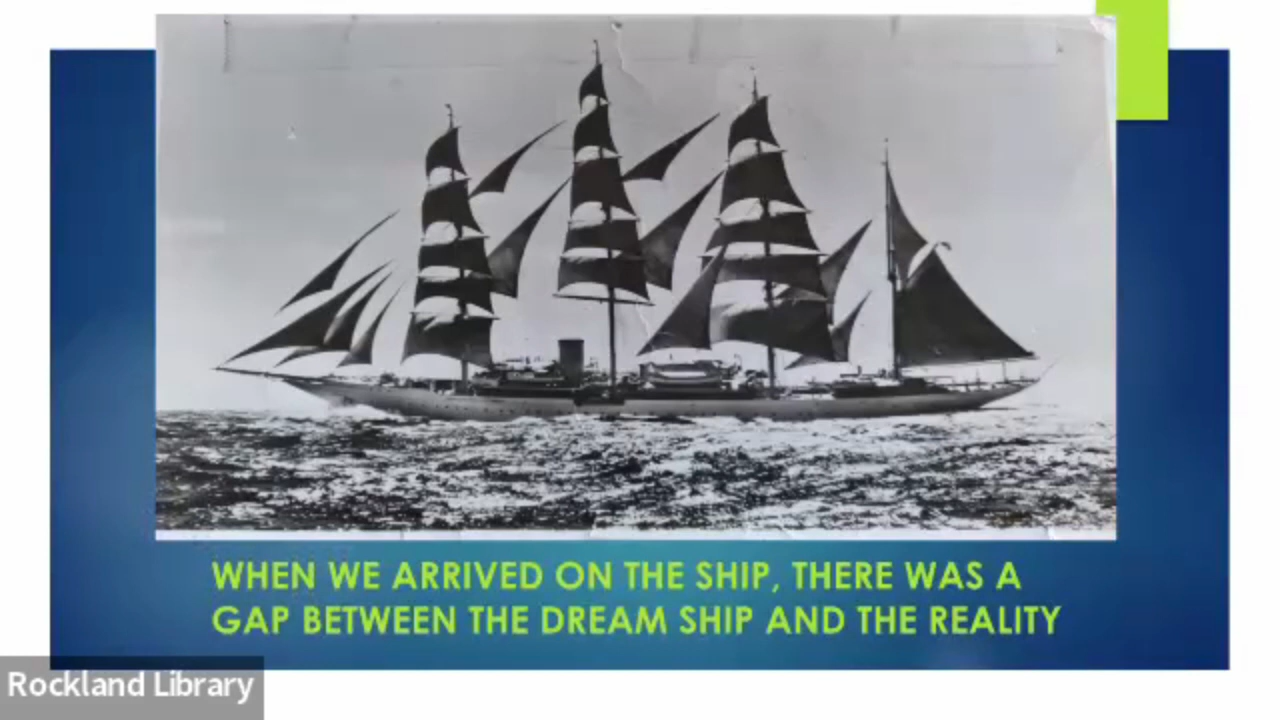 WHEN WE ARRIVED ON THE SHIP, THERE WAS A
GAP BETWEEN THE DREAM SHIP AND THE REALITY
Rockland Library